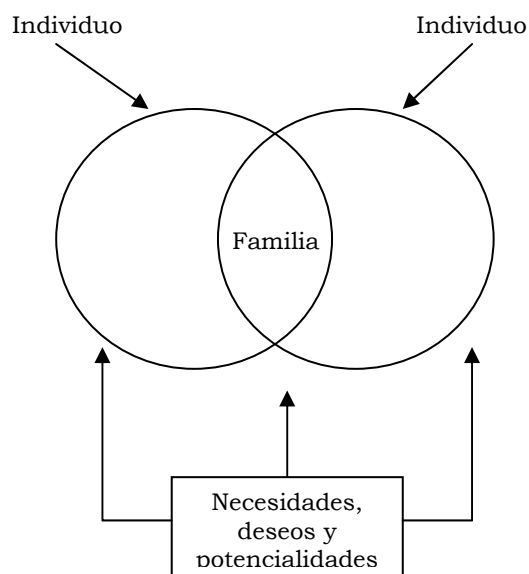 Individuo
Individuo
Familia
Necesidades,
deseos y
potencialidades